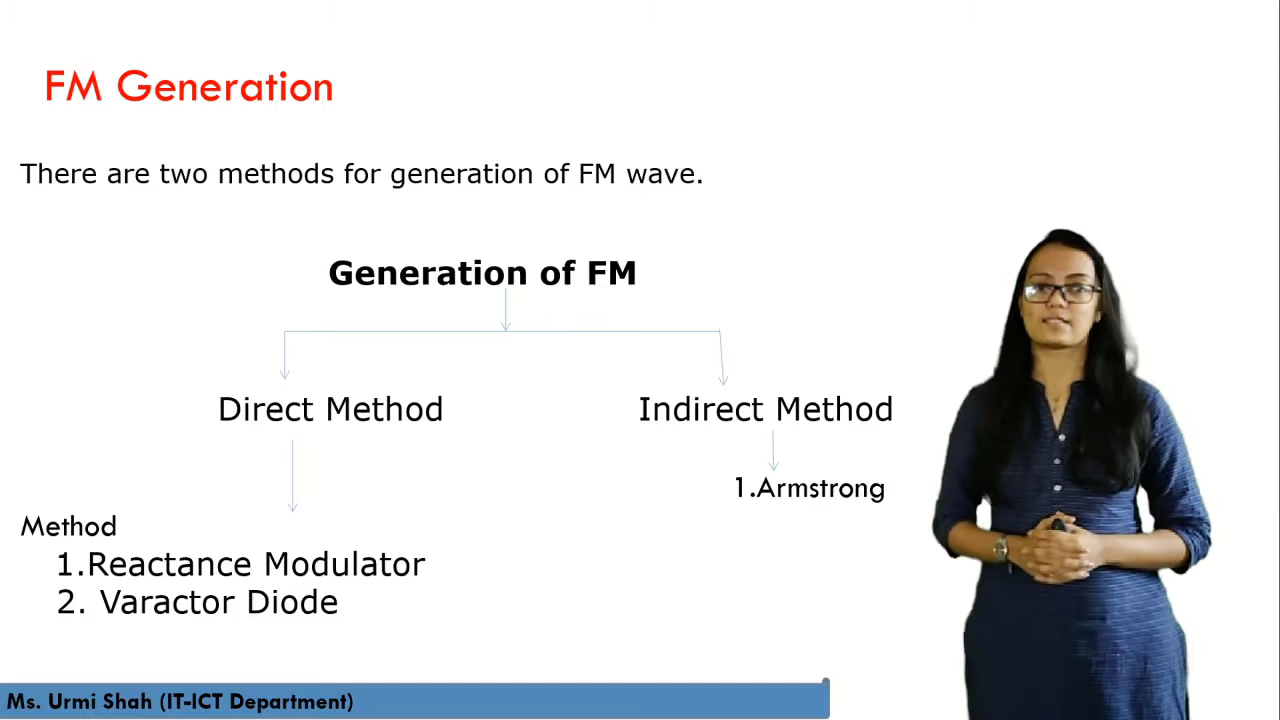 FM Generation
There are two methods for generation of FM wave.
Generation of FM
Direct Method
Indirect Method
1.Armstrong
Method
1.Reactance Modulator
2. Varactor Diode
Ms. Urmi Shah (IT-ICT Department)